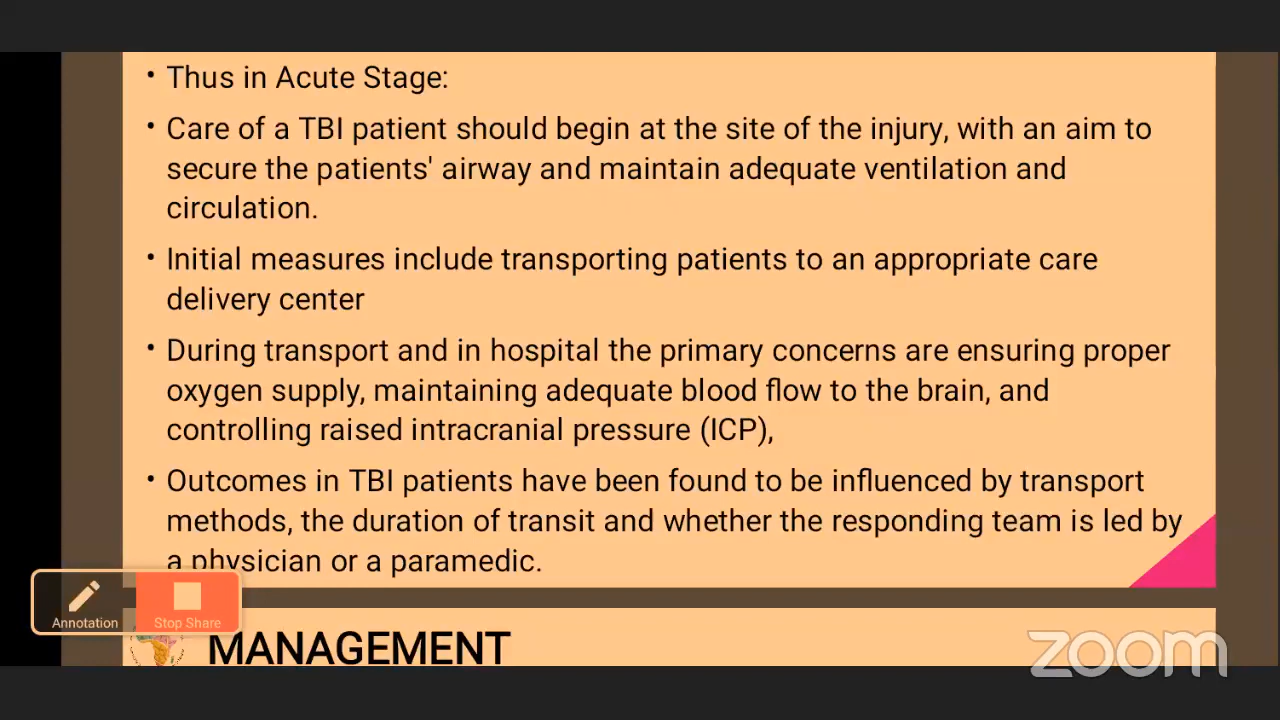 • Thus in Acute Stage:
• Care of a TBI patient should begin at the site of the injury, with an aim to
secure the patients' airway and maintain adequate ventilation and
circulation.
• Initial measures include transporting patients to an appropriate care
delivery center
• During transport and in hospital the primary concerns are ensuring proper
oxygen supply, maintaining adequate blood flow to the brain, and
controlling raised intracranial pressure (ICP),
• Outcomes in TBI patients have been found to be influenced by transport
methods, the duration of transit and whether the responding team is led by
a physician or a paramedic.
Annotation
Stop Share
MANAGEMENT
zoom